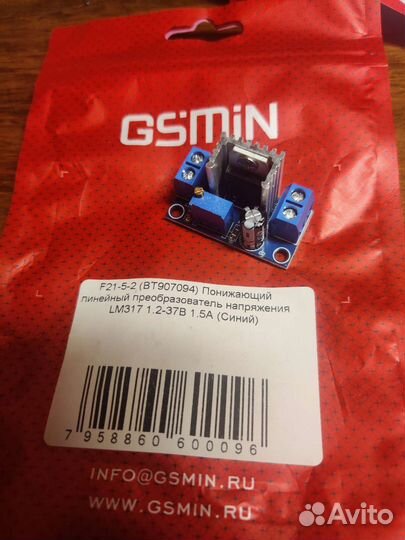 GSMIN
F21-5-2 (BT907094) Понижающий
линейный преобразователь напряжения
LM317 1.2-37В 1.5А (Синий)
7 958860 600096
INFO@GSMIN.RU
WWW.GSMIN.RU
Avito